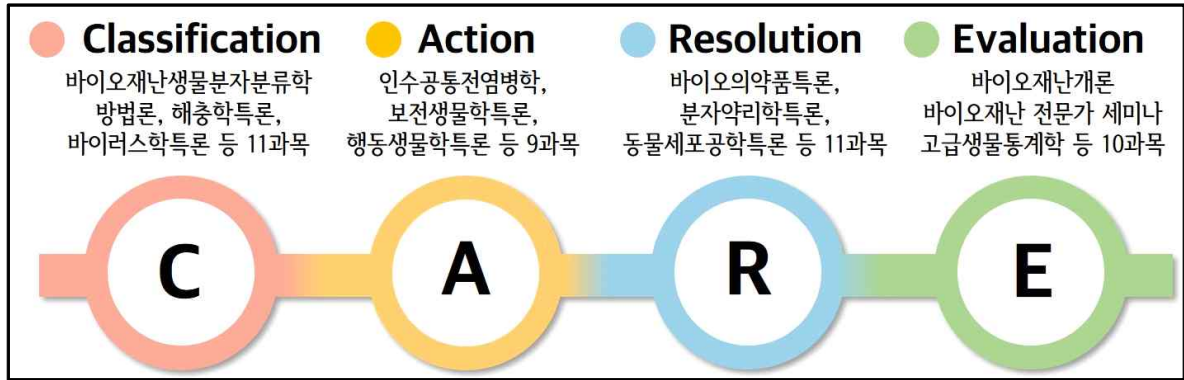 Classification
바이오재난생물분자분류학
방법론, 해충학특론,
바이러스학특론 등 11과목
Action
인수공통전염병학,
보전생물학특론,
행동생물학특론 등 9과목
Resolution
바이오의약품특론,
분자약리학특론,
동물세포공학특론 등 11과목
Evaluation
바이오재난개론
바이오재난 전문가 세미나
고급생물통계학 등 10과목
C
A
R
E